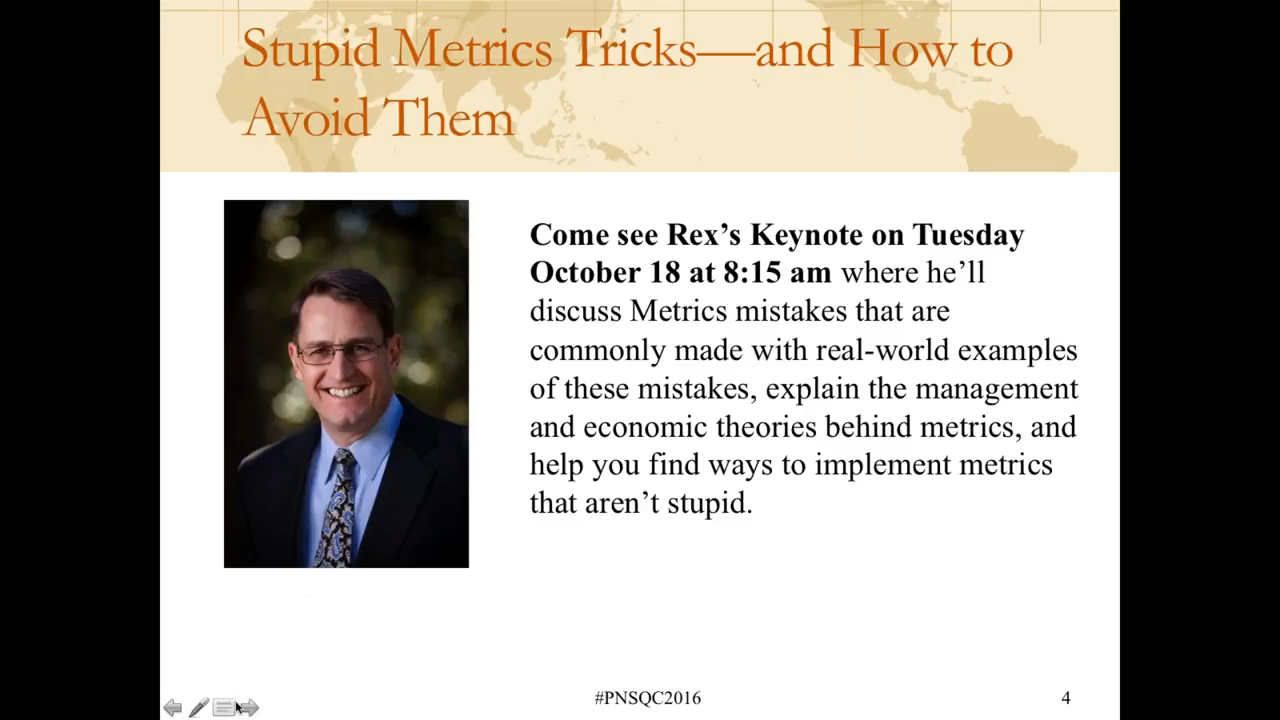 Stupid Metrics Tricks—and How to
Avoid Them
Come see Rex’s Keynote on Tuesday
October 18 at 8:15 am where he’ll
discuss Metrics mistakes that are
commonly made with real-world examples
of these mistakes, explain the management
and economic theories behind metrics, and
help you find ways to implement metrics
that aren’t stupid.
#PNSQC2016
4